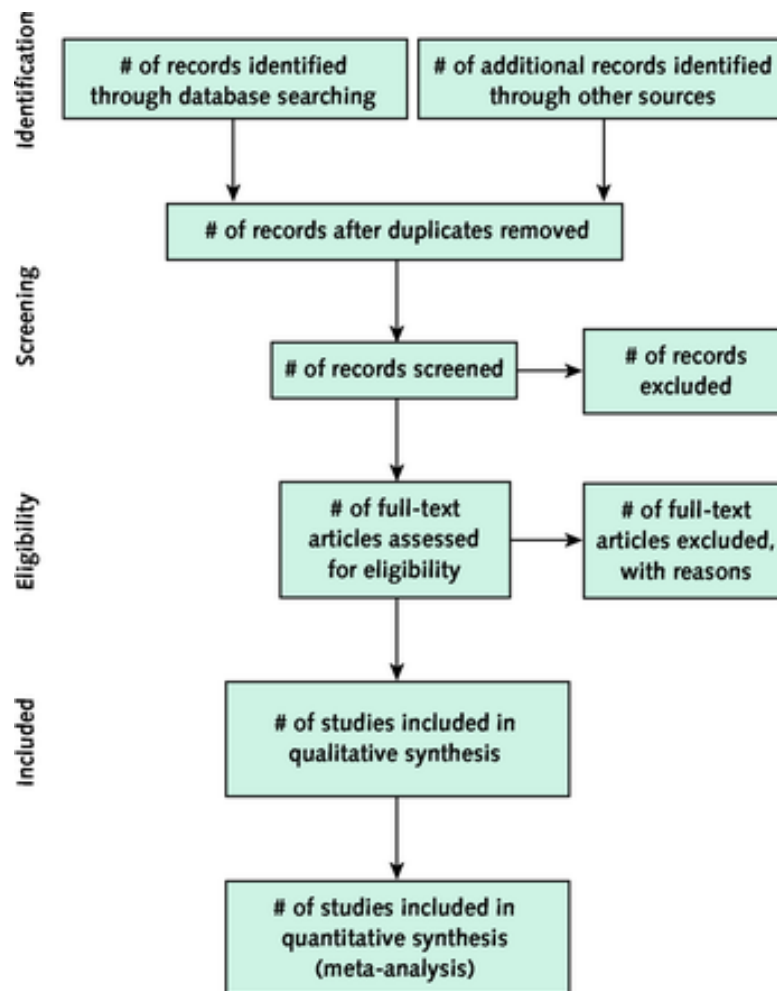 Identification
# of records identified
through database searching
# of additional records identified
through other sources
# of records after duplicates removed
Screening
# of records screened
# of records
excluded
Eligibility
# of full-text
articles assessed
for eligibility
# of full-text
articles excluded,
with reasons
Included
# of studies included in
qualitative synthesis
# of studies included in
quantitative synthesis
(meta-analysis)